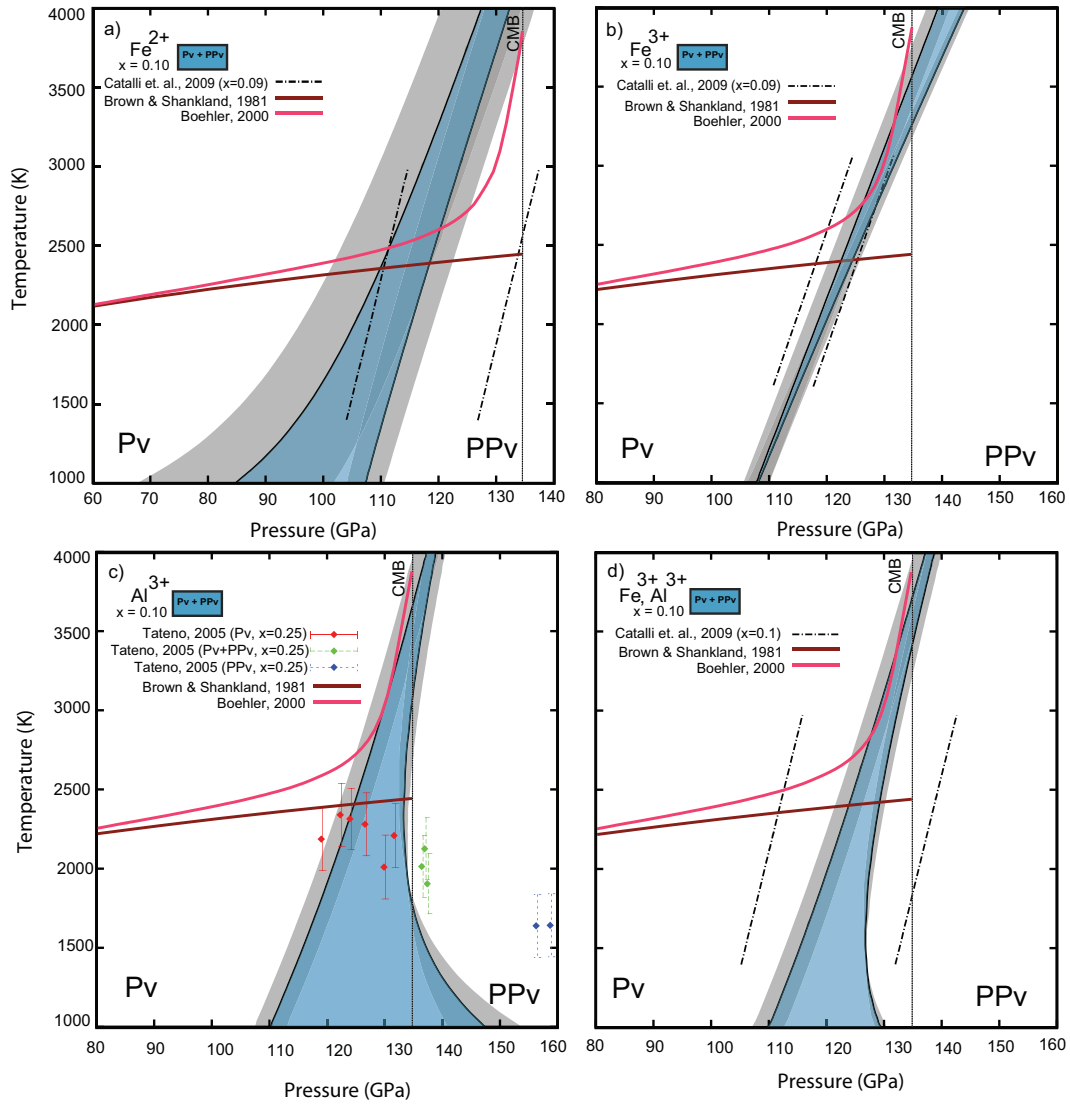 a)
Fe2+
x = 0.10
Pv + PPv
Catalli et. al., 2009 (x=0.09)
Brown & Shankland, 1981
Boehler, 2000
CMB
Pv
PPv
4000
3500
3000
2500
2000
1500
1000
Temperature (K)
60 70 80 90 100 110 120 130 140
Pressure (GPa)
b)
Fe3+
x = 0.10
Pv + PPv
Catalli et. al., 2009 (x=0.09)
Brown & Shankland, 1981
Boehler, 2000
CMB
Pv
PPv
80 90 100 110 120 130 140 150 160
Pressure (GPa)
c)
Al3+
x = 0.10
Pv + PPv
Tateno, 2005 (Pv, x=0.25)
Tateno, 2005 (Pv+PPv, x=0.25)
Tateno, 2005 (PPv, x=0.25)
Brown & Shankland, 1981
Boehler, 2000
CMB
Pv
PPv
4000
3500
3000
2500
2000
1500
1000
Temperature (K)
80 90 100 110 120 130 140 150 160
Pressure (GPa)
d)
Fe, Al 3+ 3+
x = 0.10
Pv + PPv
Catalli et. al., 2009 (x=0.1)
Brown & Shankland, 1981
Boehler, 2000
CMB
Pv
PPv
80 90 100 110 120 130 140 150 160
Pressure (GPa)